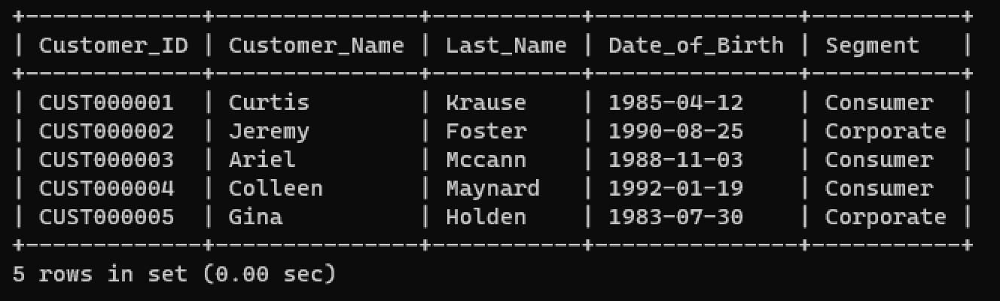 +-------------+---------------+-----------+---------------+-----------+
| Customer_ID | Customer_Name | Last_Name | Date_of_Birth | Segment   |
+-------------+---------------+-----------+---------------+-----------+
| CUST000001  | Curtis        | Krause    | 1985-04-12    | Consumer  |
| CUST000002  | Jeremy        | Foster    | 1990-08-25    | Corporate |
| CUST000003  | Ariel         | Mccann    | 1988-11-03    | Consumer  |
| CUST000004  | Colleen       | Maynard   | 1992-01-19    | Consumer  |
| CUST000005  | Gina          | Holden    | 1983-07-30    | Corporate |
+-------------+---------------+-----------+---------------+-----------+
5 rows in set (0.00 sec)